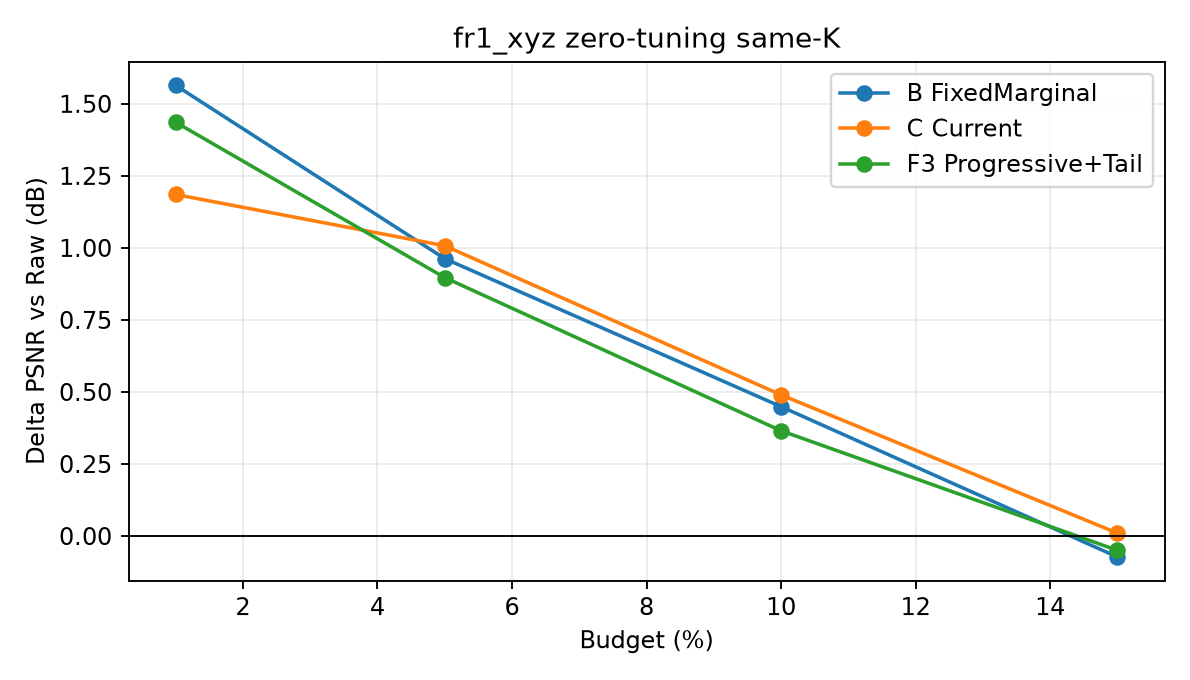 fr1_xyz zero-tuning same-K
B FixedMarginal
C Current
F3 Progressive+Tail
Delta PSNR vs Raw (dB)
1.50
1.25
1.00
0.75
0.50
0.25
0.00
2 4 6 8 10 12 14
Budget (%)